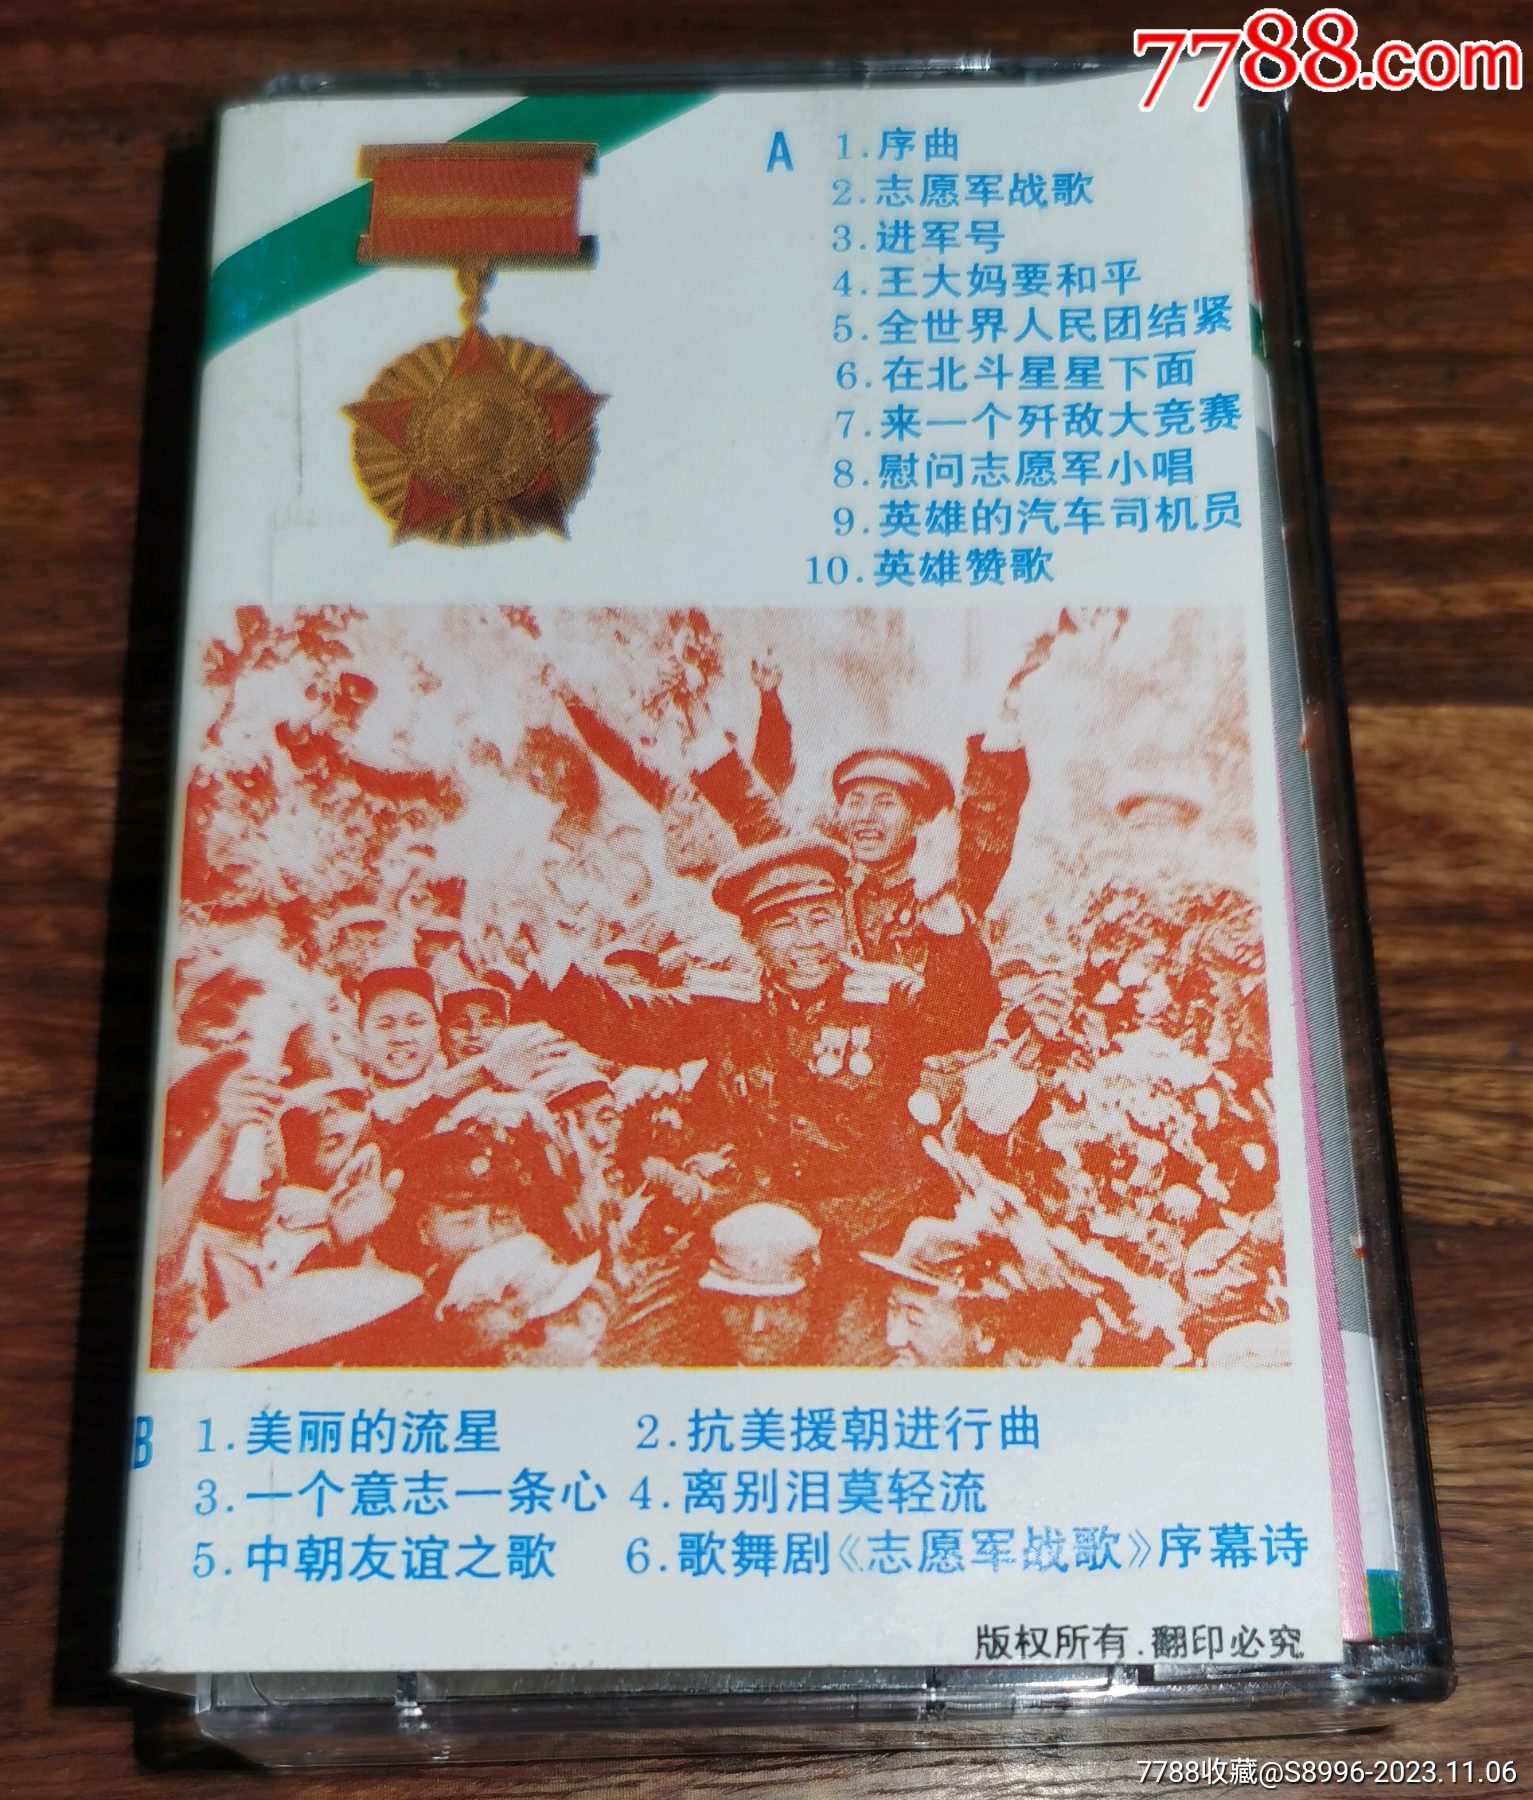 7788.com
A 1.序曲
2.志愿军战歌
3.进军号
4.王大妈要和平
5.全世界人民团结紧
6.在北斗星星下面
7.来一个歼敌大竞赛
8.慰问志愿军小唱
9.英雄的汽车司机员
10.英雄赞歌
B 1.美丽的流星 2.抗美援朝进行曲
3.一个意志一条心 4.离别泪莫轻流
5.中朝友谊之歌 6.歌舞剧《志愿军战歌》序幕诗
版权所有.翻印必究
7788收藏@S8996-2023.11.06